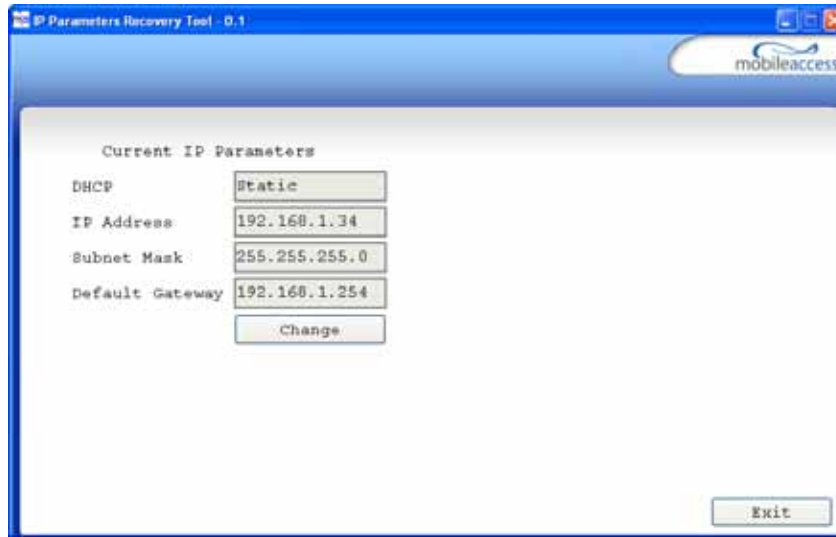 IP Parameters Recovery Tool - 0.1
mobileaccess
Current IP Parameters
DHCP Static
IP Address 192.168.1.34
Subnet Mask 255.255.255.0
Default Gateway 192.168.1.254
Change
Exit